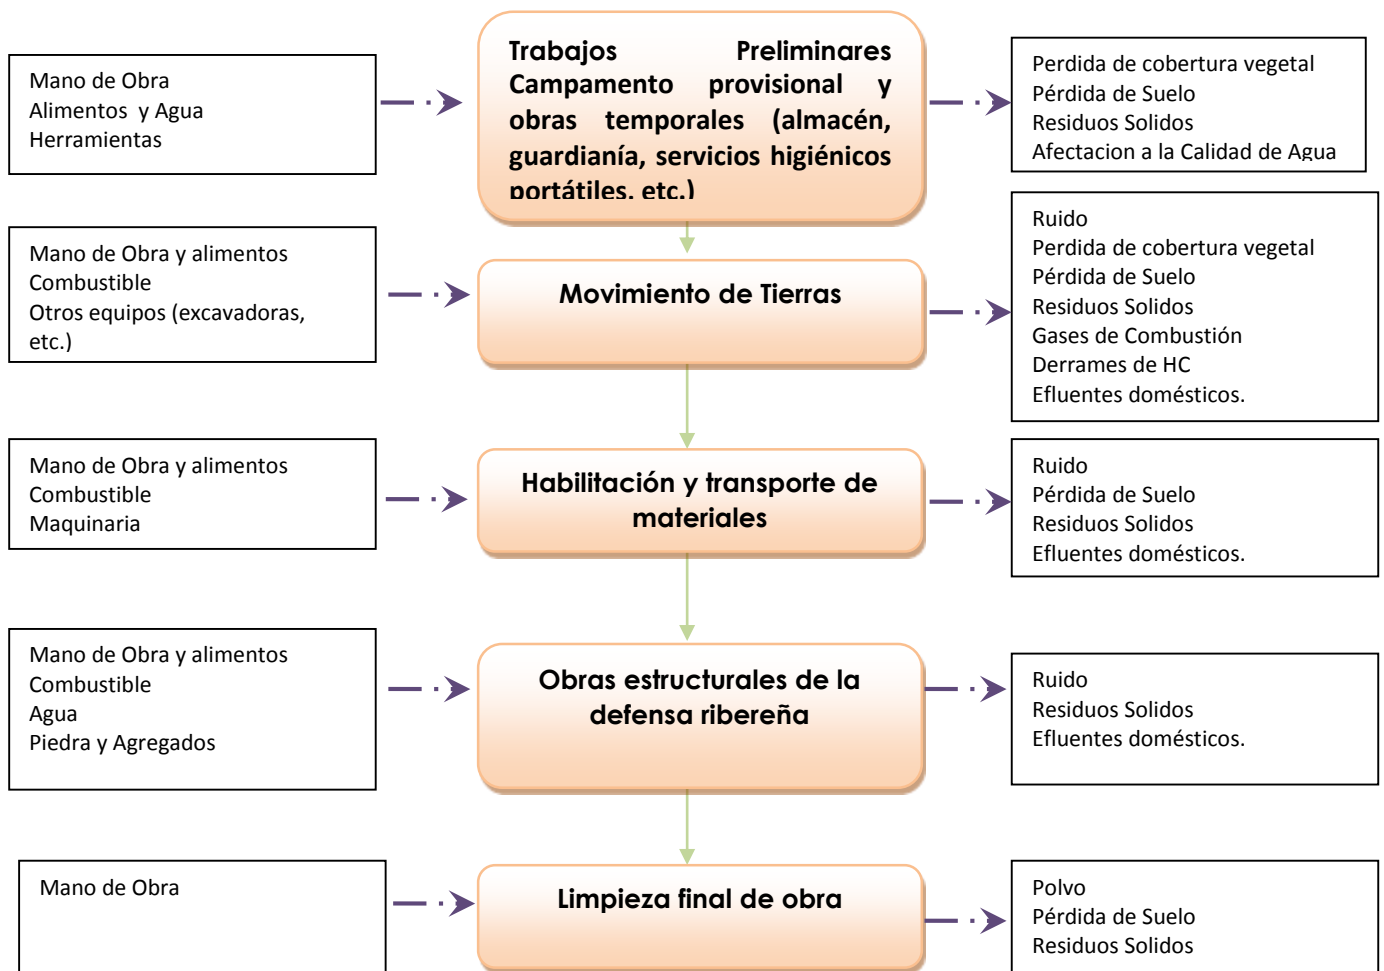 Mano de Obra
Alimentos  y Agua
Herramientas
Trabajos Preliminares
Campamento provisional y
obras temporales (almacén,
guardianía, servicios higiénicos
portátiles, etc.)
Perdida de cobertura vegetal
Pérdida de Suelo
Residuos Solidos
Afectacion a la Calidad de Agua
Mano de Obra y alimentos
Combustible
Otros equipos (excavadoras,
etc.)
Movimiento de Tierras
Ruido
Perdida de cobertura vegetal
Pérdida de Suelo
Residuos Solidos
Gases de Combustión
Derrames de HC
Efluentes domésticos.
Mano de Obra y alimentos
Combustible
Maquinaria
Habilitación y transporte de
materiales
Ruido
Pérdida de Suelo
Residuos Solidos
Efluentes domésticos.
Mano de Obra y alimentos
Combustible
Agua
Piedra y Agregados
Obras estructurales de la
defensa ribereña
Ruido
Residuos Solidos
Efluentes domésticos.
Mano de Obra
Limpieza final de obra
Polvo
Pérdida de Suelo
Residuos Solidos